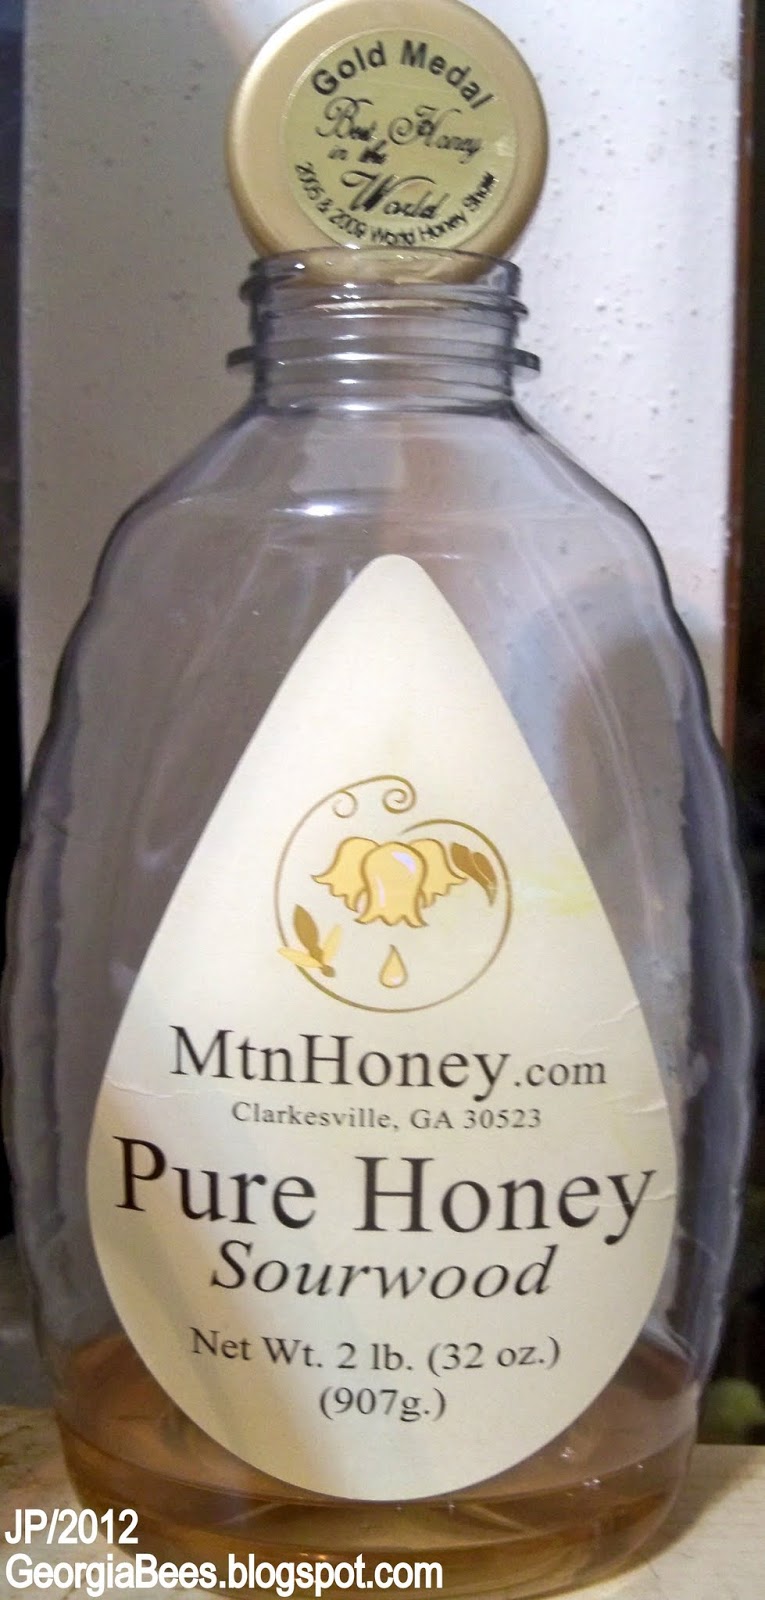 Gold Medal
Best Honey
in the
World
2005 & 2009 World Honey Show
MtnHoney.com
Clarkesville, GA 30523
Pure Honey
Sourwood
Net Wt. 2 lb. (32 oz.)
(907g.)
JP/2012
GeorgiaBees.blogspot.com